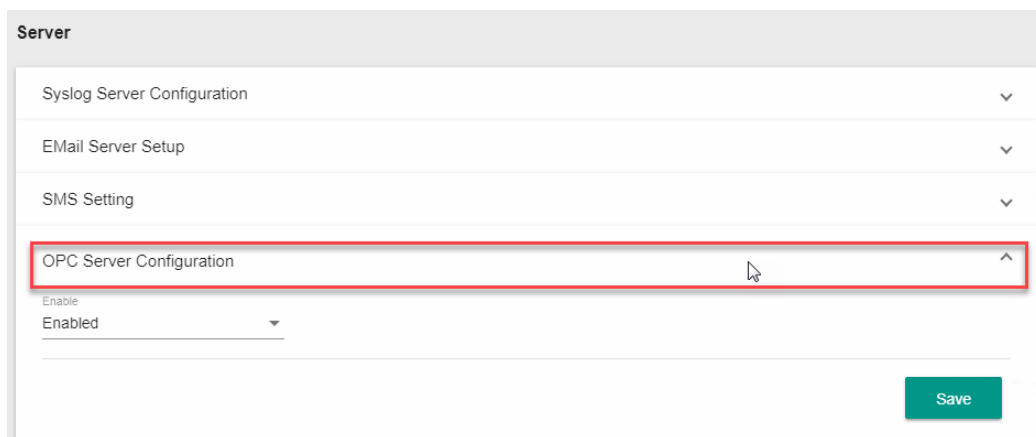 Server
Syslog Server Configuration
EMail Server Setup
SMS Setting
OPC Server Configuration
Enable
Enabled
Save